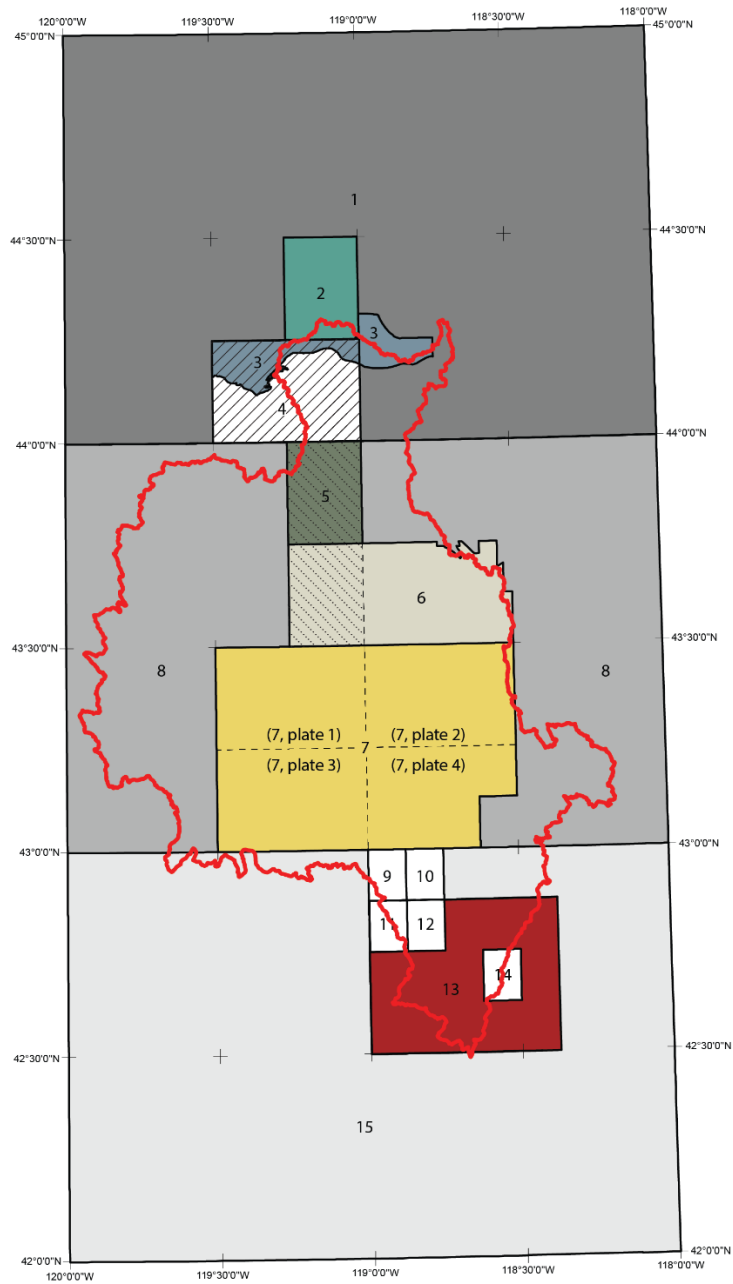 120°0'0"W 119°30'0"W 119°0'0"W 118°30'0"W 118°0'0"W
45°0'0"N 45°0'0"N
1
44°30'0"N 44°30'0"N
2
3
3
4
44°0'0"N 44°0'0"N
5
6
43°30'0"N 43°30'0"N
8 8
(7, plate 1) (7, plate 2)
7
(7, plate 3) (7, plate 4)
43°0'0"N 43°0'0"N
9 10
11 12
14
13
42°30'0"N 42°30'0"N
15
42°0'0"N 42°0'0"N
120°0'0"W 119°30'0"W 119°0'0"W 118°30'0"W 118°0'0"W